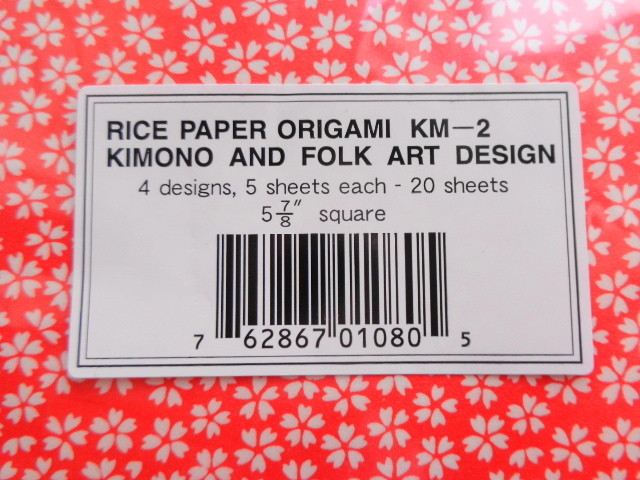 RICE PAPER ORIGAMI KM-2
KIMONO AND FOLK ART DESIGN
4 designs, 5 sheets each - 20 sheets
5 7/8" square
7 62867 01080 5